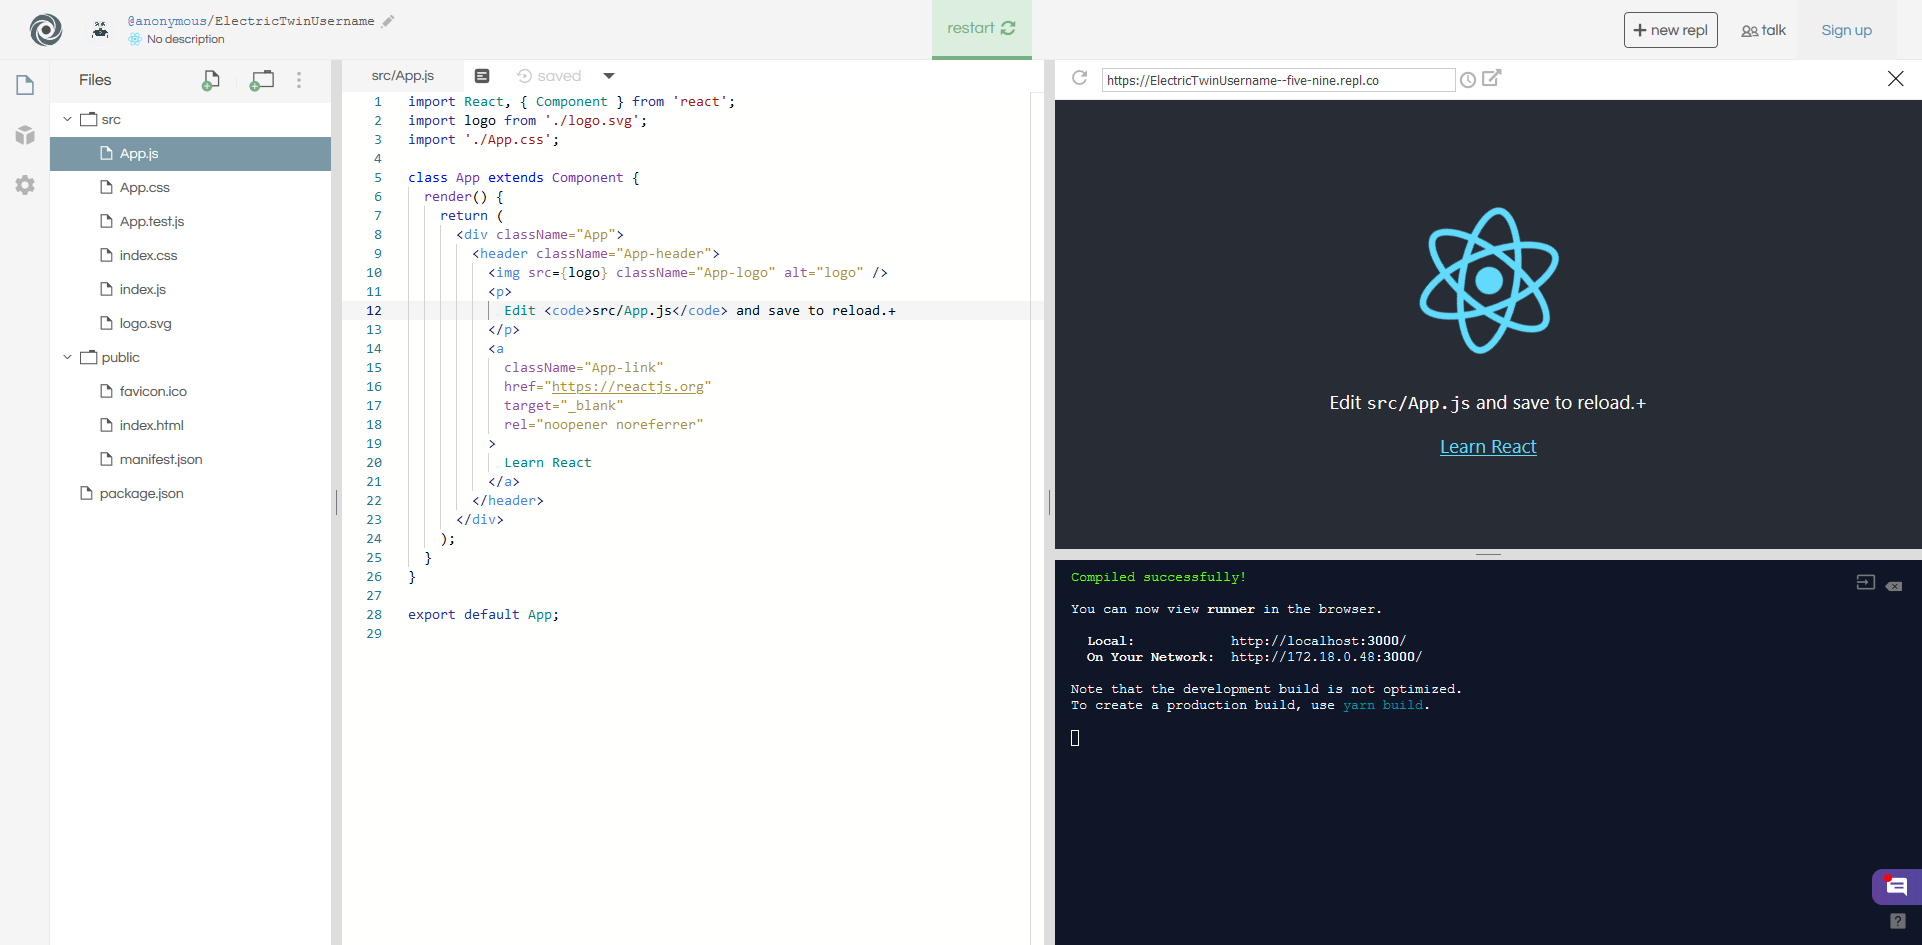 @anonymous/ElectricTwinUsername
No description
restart
+ new repl
talk
Sign up
Files
src
App.js
App.css
App.test.js
index.css
index.js
logo.svg
public
favicon.ico
index.html
manifest.json
package.json
src/App.js
saved
1 import React, { Component } from 'react';
2 import logo from './logo.svg';
3 import './App.css';
4
5 class App extends Component {
6 render() {
7 return (
8 <div className="App">
9 <header className="App-header">
10 <img src={logo} className="App-logo" alt="logo" />
11 <p>
12 Edit <code>src/App.js</code> and save to reload.+
13 </p>
14 <a
15 className="App-link"
16 href="https://reactjs.org"
17 target="_blank"
18 rel="noopener noreferrer"
19 >
20 Learn React
21 </a>
22 </header>
23 </div>
24 );
25 }
26 }
27
28 export default App;
29
https://ElectricTwinUsername--five-nine.repl.co
Edit src/App.js and save to reload.+
Learn React
Compiled successfully!
You can now view runner in the browser.
Local: http://localhost:3000/
On Your Network: http://172.18.0.48:3000/
Note that the development build is not optimized.
To create a production build, use yarn build.
?